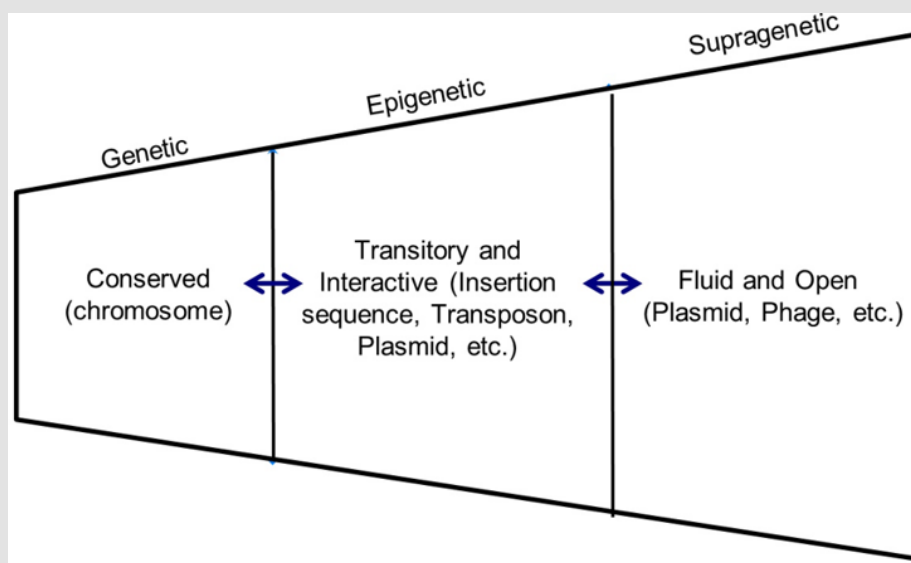 Genetic
Epigenetic
Supragenetic
Conserved
(chromosome)
Transitory and
Interactive (Insertion
sequence, Transposon,
Plasmid, etc.)
Fluid and Open
(Plasmid, Phage, etc.)